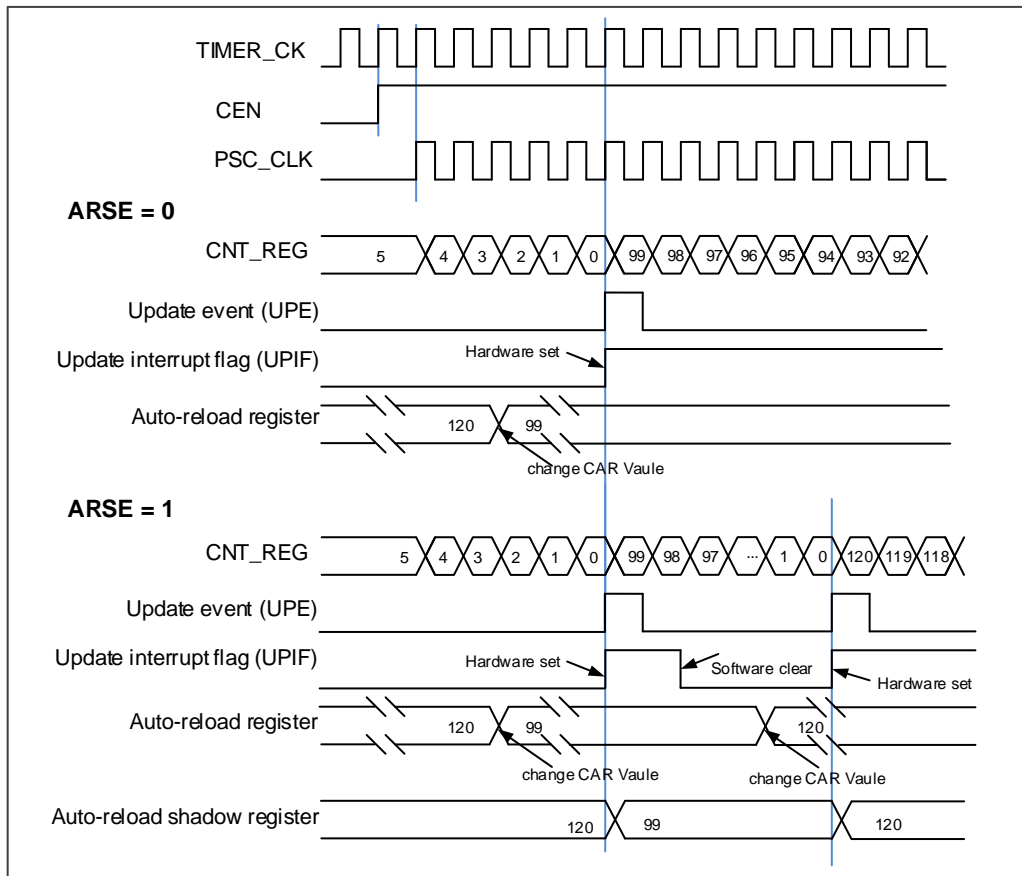 TIMER_CK
CEN
PSC_CLK
ARSE = 0
CNT_REG 5 4 3 2 1 0 99 98 97 96 95 94 93 92
Update event (UPE)
Update interrupt flag (UPIF) Hardware set
Auto-reload register 120 99
change CAR Vaule
ARSE = 1
CNT_REG 5 4 3 2 1 0 99 98 97 ... 1 0 120 119 118
Update event (UPE)
Update interrupt flag (UPIF) Hardware set Software clear Hardware set
Auto-reload register 120 99 120
change CAR Vaule change CAR Vaule
Auto-reload shadow register 120 99 120